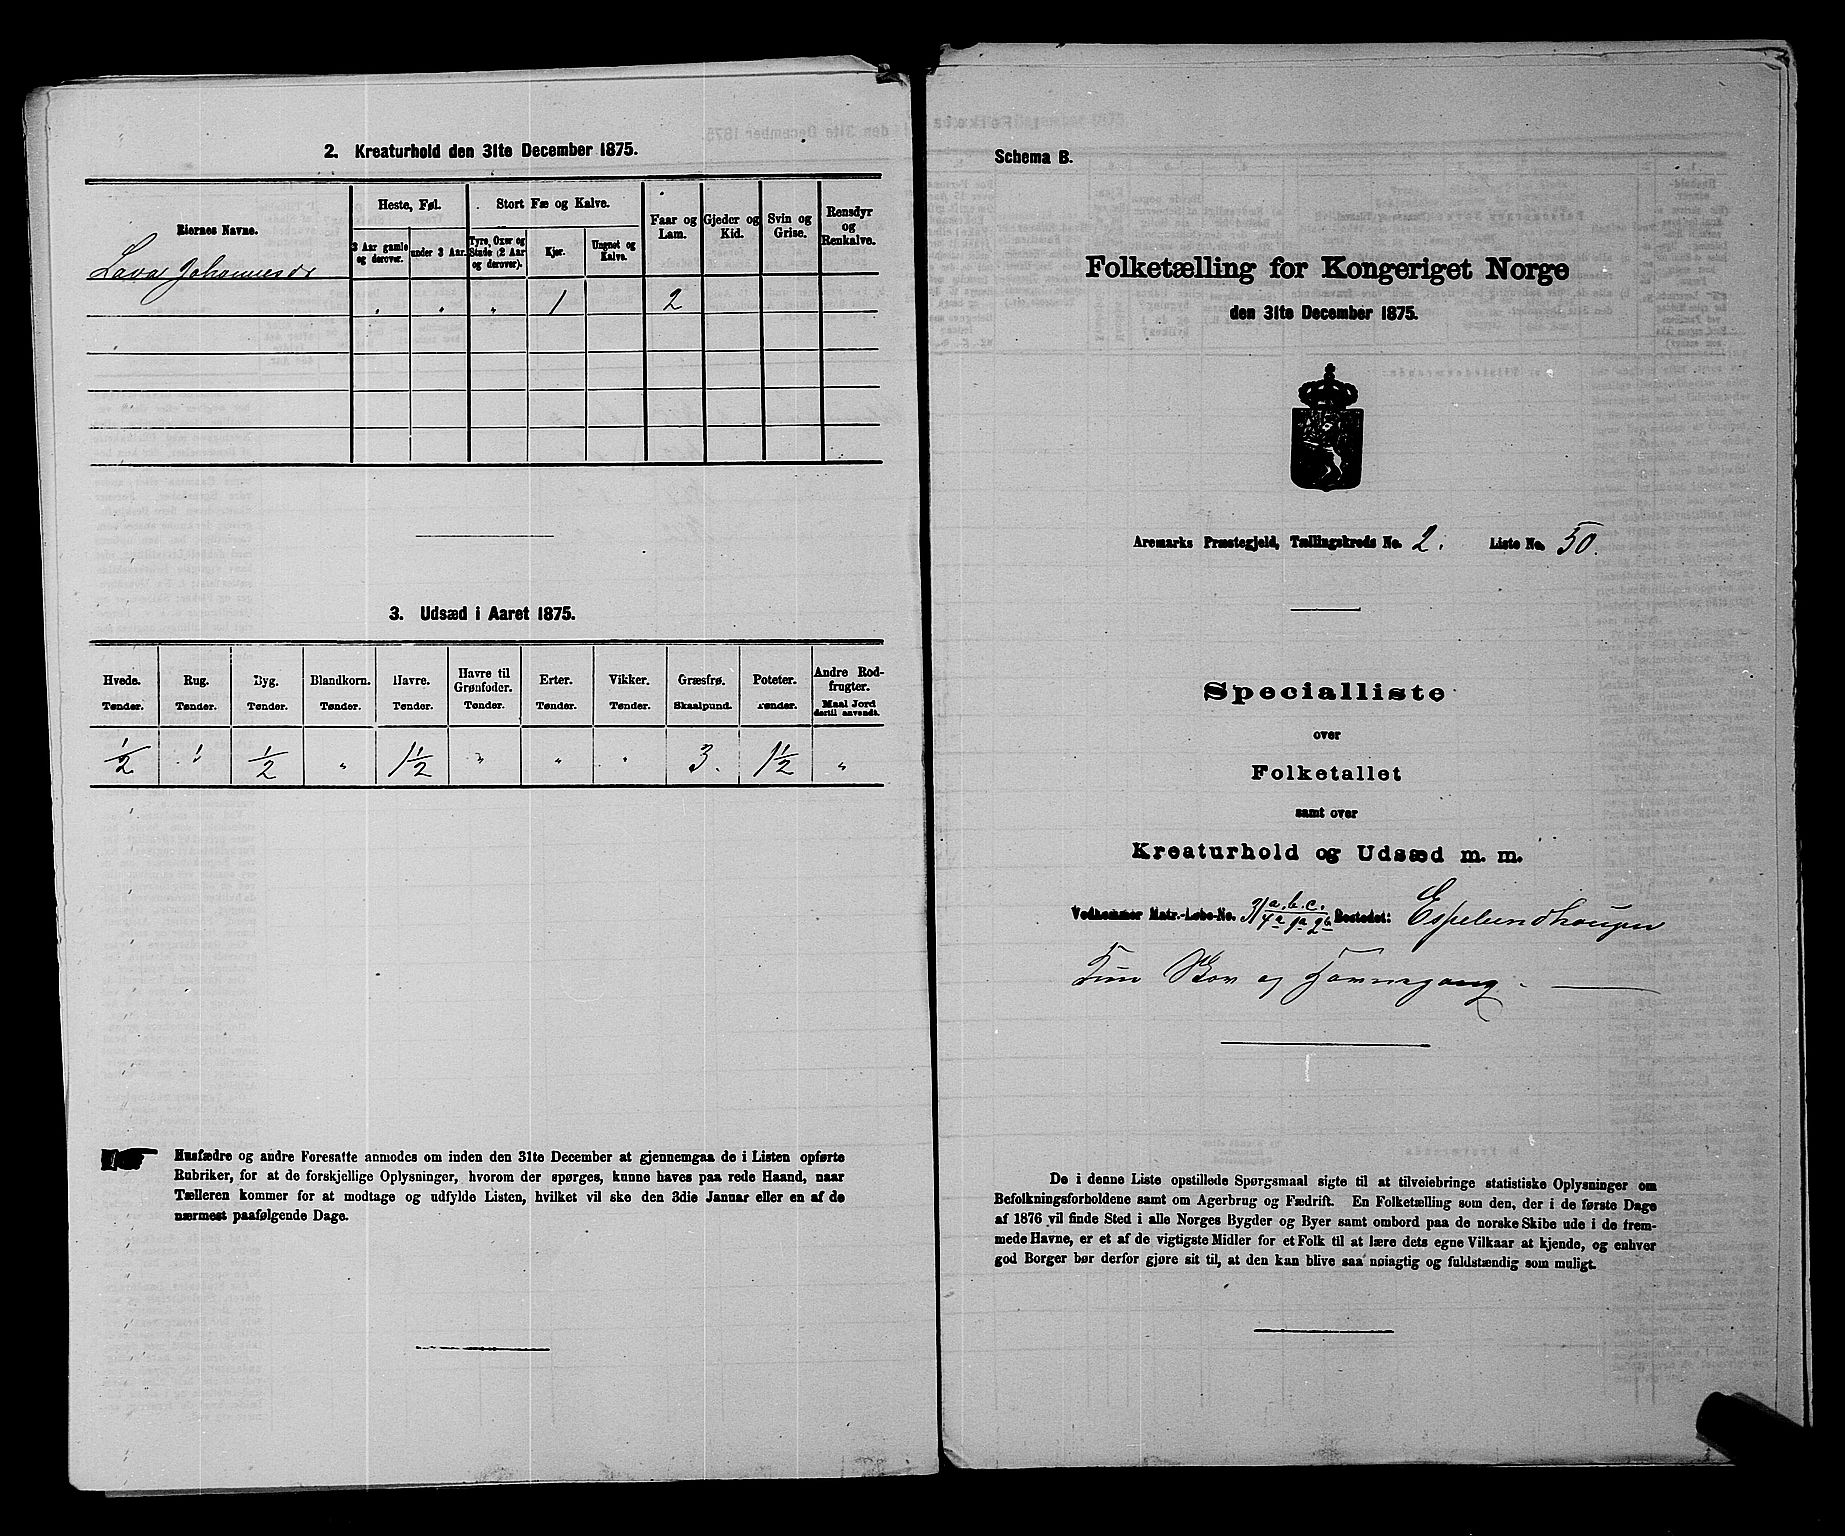 2. Kreaturhold den 31te December 1875.
Eiernes Navne.
Heste, Føl.
3 Aar gamle og derover.
under 3 Aar.
Stort Fæ og Kalve.
Tyre, Oxer og Stude (2 Aar og derover).
Kjør.
Ungnet og Kalve.
Faar og Lam.
Gjeder og Kid.
Svin og Grise.
Rensdyr og Renkalve.
Johannesdr
" " " 1 2
3. Udsæd i Aaret 1875.
Hvede. Rug. Byg. Blandkorn. Havre. Havre til Grønfoder. Erter. Vikker. Græsfrø. Poteter. Andre Rodfrugter.
Tønder. Tønder. Tønder. Tønder. Tønder. Tønder. Tønder. Tønder. Skaalpund. Tønder. Maal Jord dertil anvendt.
1/2 " 1/2 " 1 1/2 " " " 3. 1 1/2 "
Husfædre og andre Foresatte anmodes om inden den 31te December at gjennemgaa de i Listen opførte
Rubriker, for at de forskjellige Oplysninger, hvorom der spørges, kunne haves paa rede Haand, naar
Tælleren kommer for at modtage og udfylde Listen, hvilket vil ske den 3die Januar eller en af de
nærmest paafølgende Dage.
Schema B.
Folketælling for Kongeriget Norge
den 31te December 1875.
Aremarks Præstegjeld, Tællingskreds No. 2. Liste No. 50.
Specialliste
over
Folketallet
samt over
Kreaturhold og Udsæd m. m.
Vedkommer Matr.-Løbe-No. 31 a.b.c. / 4a 9a 9b Bostedet: Espelundhougen
Skov og Havnegang.
De i denne Liste opstillede Spørgsmaal sigte til at tilveiebringe statistiske Oplysninger om
Befolkningsforholdene samt om Agerbrug og Fædrift. En Folketælling som den, der i de første Dage
af 1876 vil finde Sted i alle Norges Bygder og Byer samt ombord paa de norske Skibe ude i de frem-
mede Havne, er et af de vigtigste Midler for et Folk til at lære dets egne Vilkaar at kjende, og enhver
god Borger bør derfor gjøre sit til, at den kan blive saa nøiagtig og fuldstændig som muligt.